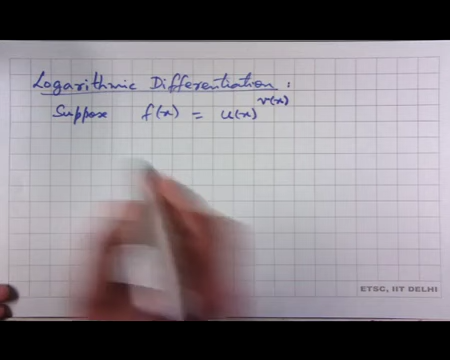 Logarithmic Differentiation :
Suppose f(x) = u(x)^v(x)
ETSC, IIT DELHI